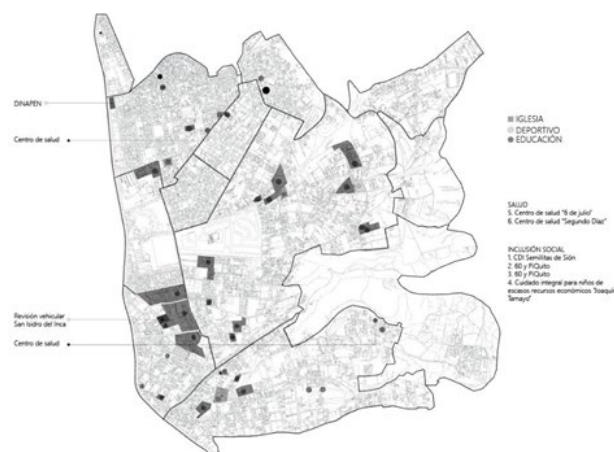 DINAPEN
Centro de salud
Revisión vehicular
San Isidro del Inca
Centro de salud
IGLESIA
DEPORTIVO
EDUCACIÓN
SALUD
5. Centro de salud "6 de julio"
6. Centro de salud "Segundo Díaz"
INCLUSIÓN SOCIAL
1. CDI Semillitas de Sión
2. 60 y PiQuito
3. 60 y PiQuito
4. Cuidado integral para niños de
escasos recursos económicos "Joaquín
Tamayo"